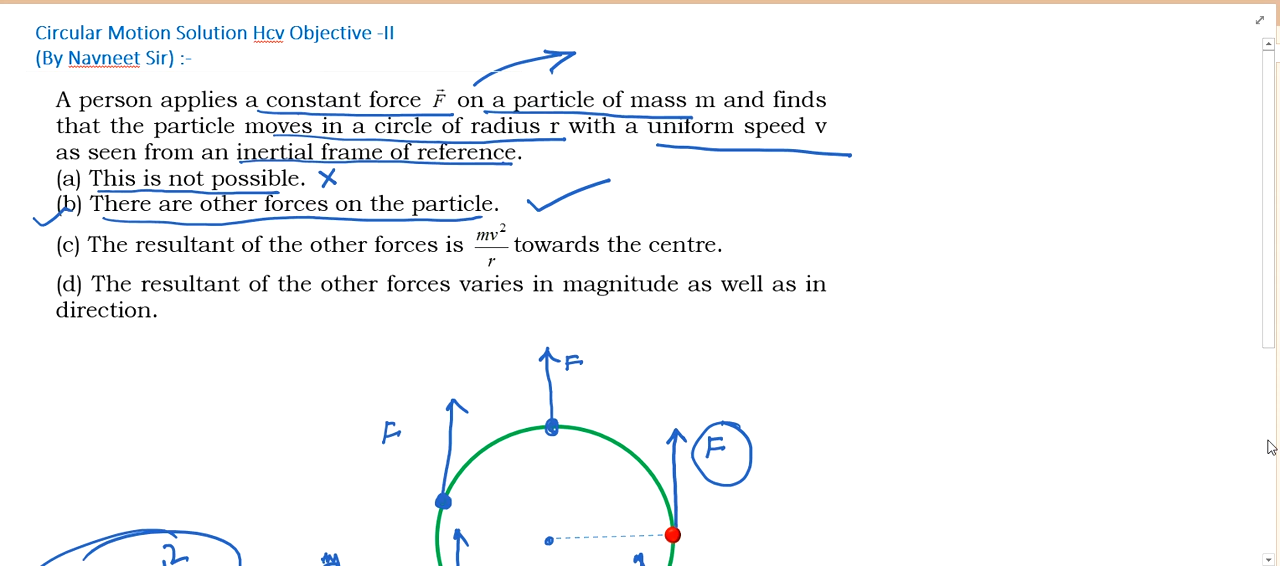 Circular Motion Solution Hcv Objective -II
(By Navneet Sir) :-
A person applies a constant force F⃗ on a particle of mass m and finds
that the particle moves in a circle of radius r with a uniform speed v
as seen from an inertial frame of reference.
(a) This is not possible. ×
(b) There are other forces on the particle.
(c) The resultant of the other forces is mv²/r towards the centre.
(d) The resultant of the other forces varies in magnitude as well as in
direction.
F
F
F
2